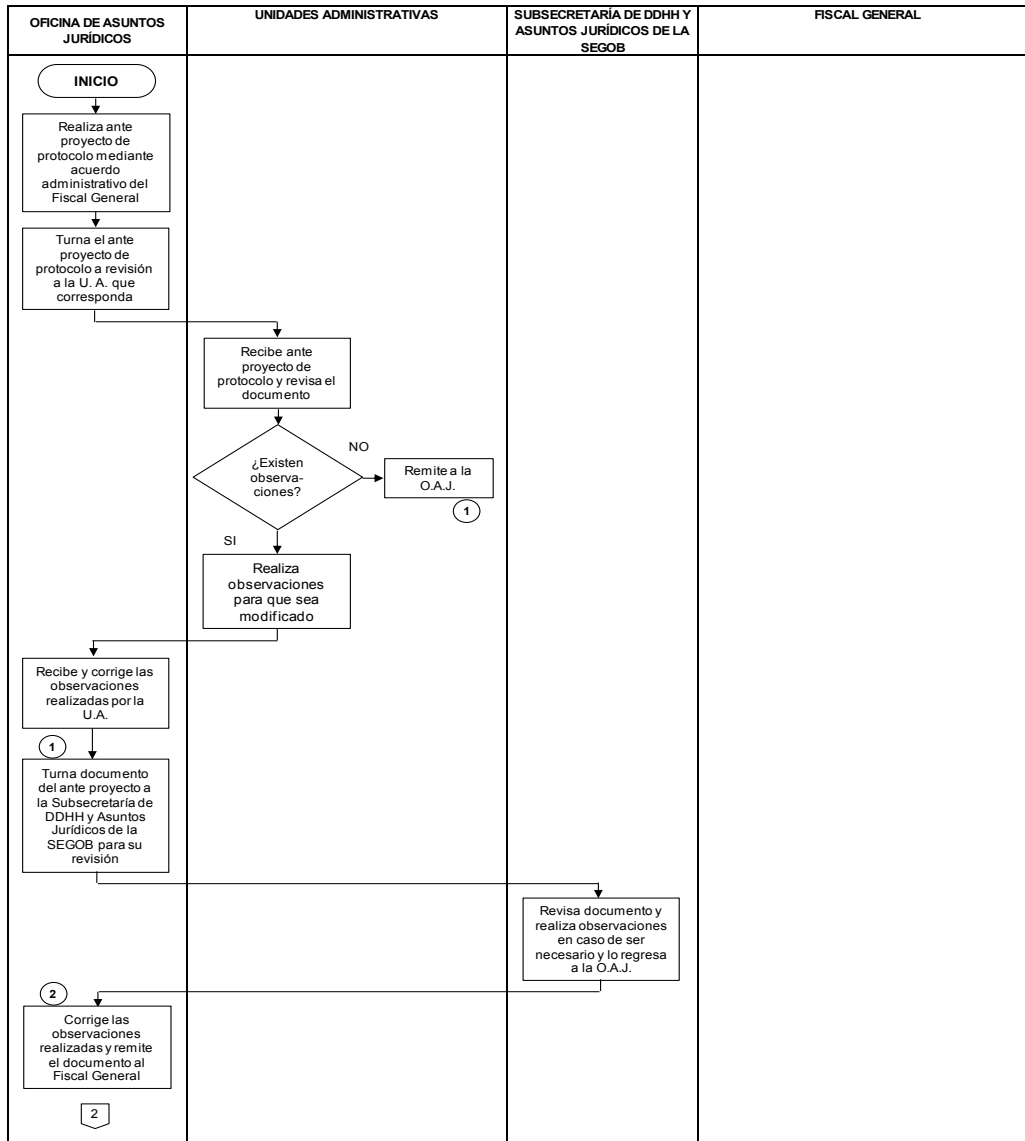 OFICINA DE ASUNTOS
JURÍDICOS
UNIDADES ADMINISTRATIVAS
SUBSECRETARÍA DE DDHH Y
ASUNTOS JURÍDICOS DE LA
SEGOB
FISCAL GENERAL
INICIO
Realiza ante
proyecto de
protocolo mediante
acuerdo
administrativo del
Fiscal General
Turna el ante
proyecto de
protocolo a revisión
a la U. A. que
corresponda
Recibe ante
proyecto de
protocolo y revisa el
documento
¿Existen
observa-
ciones?
NO
Remite a la
O.A.J.
1
SI
Realiza
observaciones
para que sea
modificado
Recibe y corrige las
observaciones
realizadas por la
U.A.
1
Turna documento
del ante proyecto a
la Subsecretaría de
DDHH y Asuntos
Jurídicos de la
SEGOB para su
revisión
Revisa documento y
realiza observaciones
en caso de ser
necesario y lo regresa
a la O.A.J.
2
Corrige las
observaciones
realizadas y remite
el documento al
Fiscal General
2